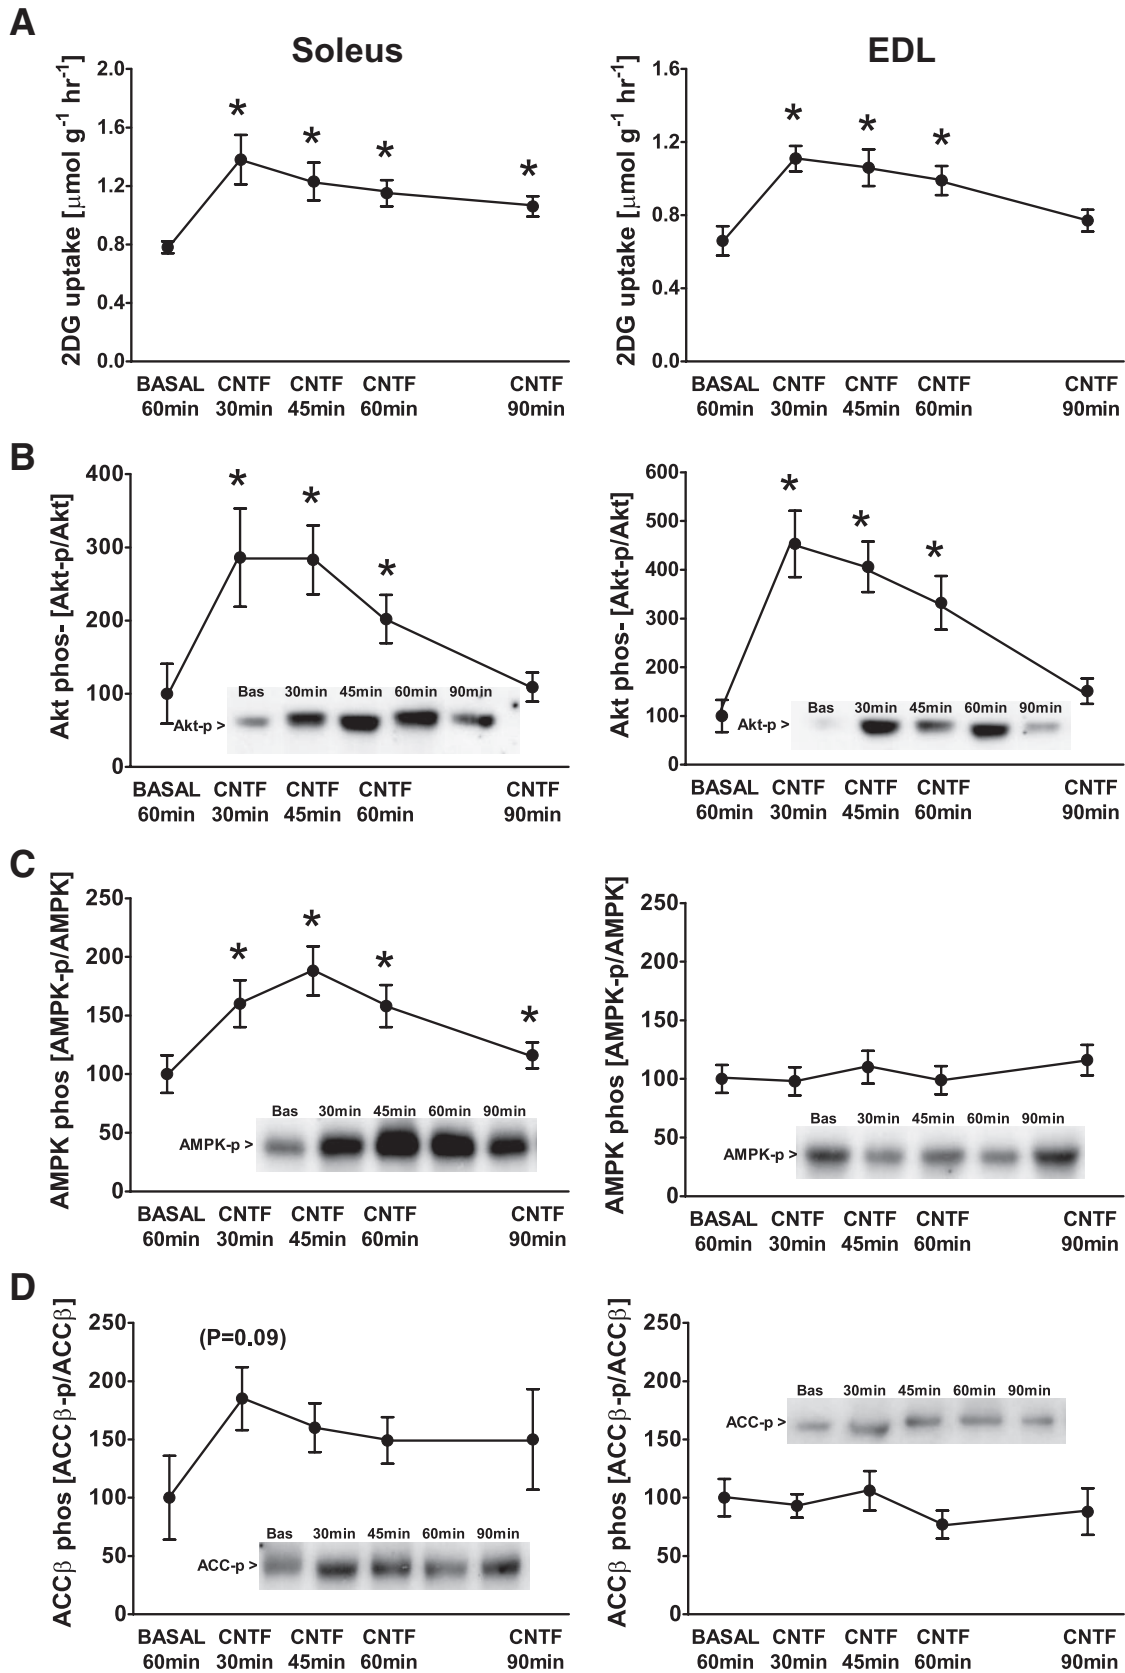 A
Soleus
EDL
2DG uptake [μmol g⁻¹ hr⁻¹]
2.0
1.6
1.2
0.8
0.4
0.0
* * * *
BASAL CNTF CNTF CNTF CNTF
60min 30min 45min 60min 90min
2DG uptake [μmol g⁻¹ hr⁻¹]
1.6
1.2
0.8
0.4
0.0
* * *
BASAL CNTF CNTF CNTF CNTF
60min 30min 45min 60min 90min
B
Akt phos- [Akt-p/Akt]
400
300
200
100
0
* * *
Bas 30min 45min 60min 90min
Akt-p >
BASAL CNTF CNTF CNTF CNTF
60min 30min 45min 60min 90min
Akt phos- [Akt-p/Akt]
600
500
400
300
200
100
0
* * *
Bas 30min 45min 60min 90min
Akt-p >
BASAL CNTF CNTF CNTF CNTF
60min 30min 45min 60min 90min
C
AMPK phos [AMPK-p/AMPK]
250
200
150
100
50
0
* * * *
Bas 30min 45min 60min 90min
AMPK-p >
BASAL CNTF CNTF CNTF CNTF
60min 30min 45min 60min 90min
AMPK phos [AMPK-p/AMPK]
250
200
150
100
50
0
Bas 30min 45min 60min 90min
AMPK-p >
BASAL CNTF CNTF CNTF CNTF
60min 30min 45min 60min 90min
D
ACCβ phos [ACCβ-p/ACCβ]
250
200
150
100
50
0
(P=0.09)
Bas 30min 45min 60min 90min
ACC-p >
BASAL CNTF CNTF CNTF CNTF
60min 30min 45min 60min 90min
ACCβ phos [ACCβ-p/ACCβ]
250
200
150
100
50
0
Bas 30min 45min 60min 90min
ACC-p >
BASAL CNTF CNTF CNTF CNTF
60min 30min 45min 60min 90min